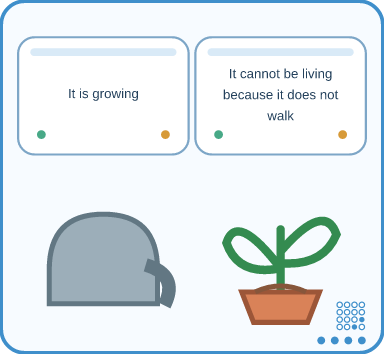 It is growing
It cannot be living
because it does not
walk